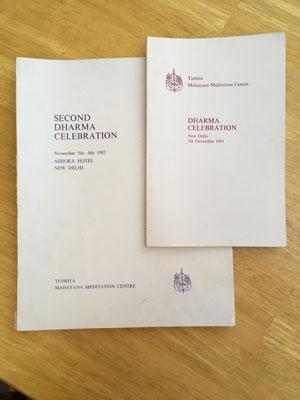 SECOND
DHARMA
CELEBRATION
November 5th–8th 1982
ASHOKA HOTEL
NEW DELHI
TUSHITA
MAHAYANA MEDITATION CENTRE
Tushita
Mahayana Meditation Centre
DHARMA
CELEBRATION
New Delhi
7th November 1981